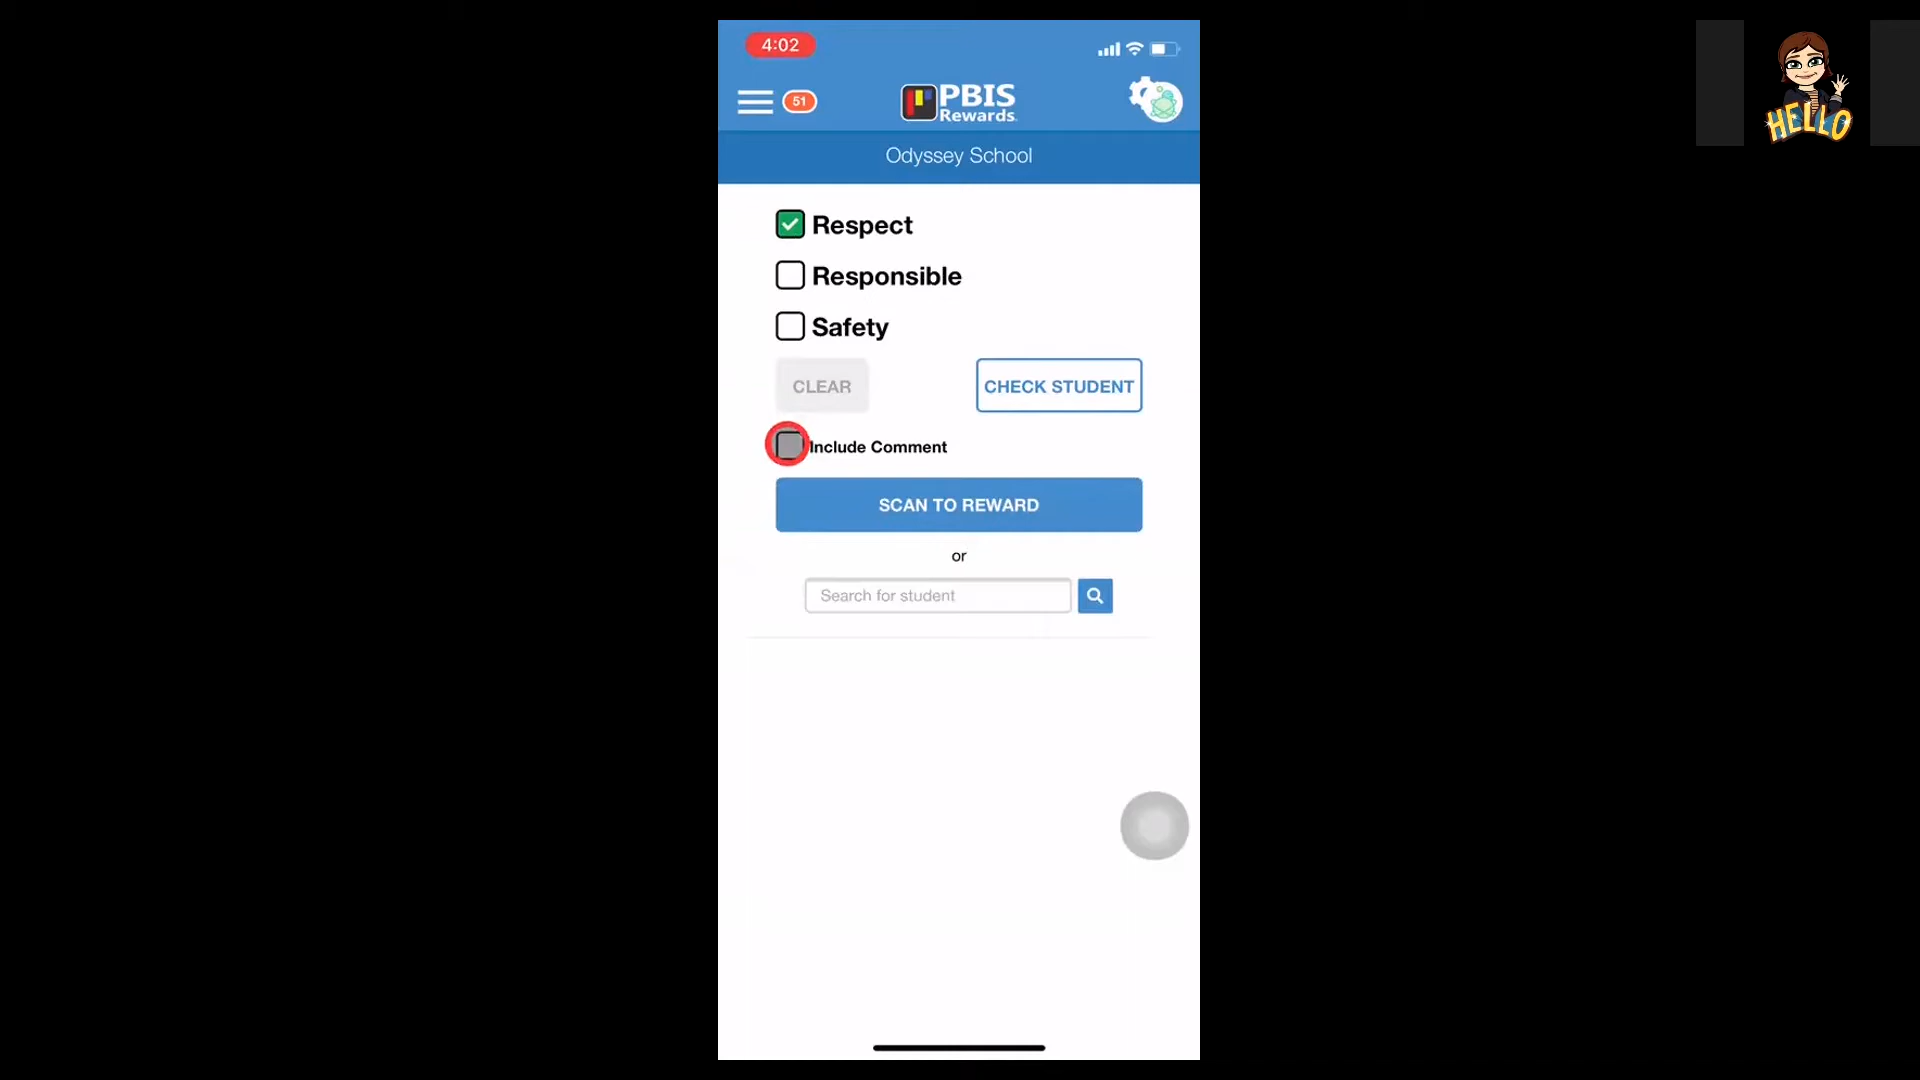 4:02
51
PBIS
Rewards
Odyssey School
Respect
Responsible
Safety
CLEAR
CHECK STUDENT
Include Comment
SCAN TO REWARD
or
Search for student
HELLO